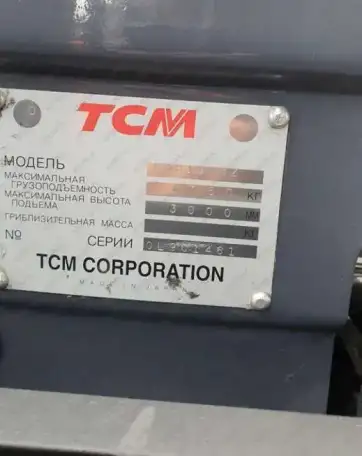 TCM
МОДЕЛЬ
МАКСИМАЛЬНАЯ
ГРУЗОПОДЪЕМНОСТЬ КГ
МАКСИМАЛЬНАЯ ВЫСОТА
ПОДЪЕМА 3000 ММ
ПРИБЛИЗИТЕЛЬНАЯ МАССА КГ
№ СЕРИИ
TCM CORPORATION
MADE IN JAPAN